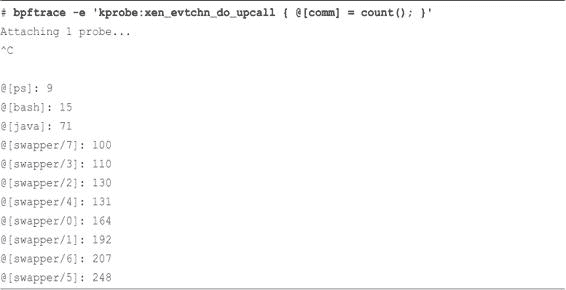 # bpftrace -e 'kprobe:xen_evtchn_do_upcall { @[comm] = count(); }'
Attaching 1 probe...
^C
@[ps]: 9
@[bash]: 15
@[java]: 71
@[swapper/7]: 100
@[swapper/3]: 110
@[swapper/2]: 130
@[swapper/4]: 131
@[swapper/0]: 164
@[swapper/1]: 192
@[swapper/6]: 207
@[swapper/5]: 248